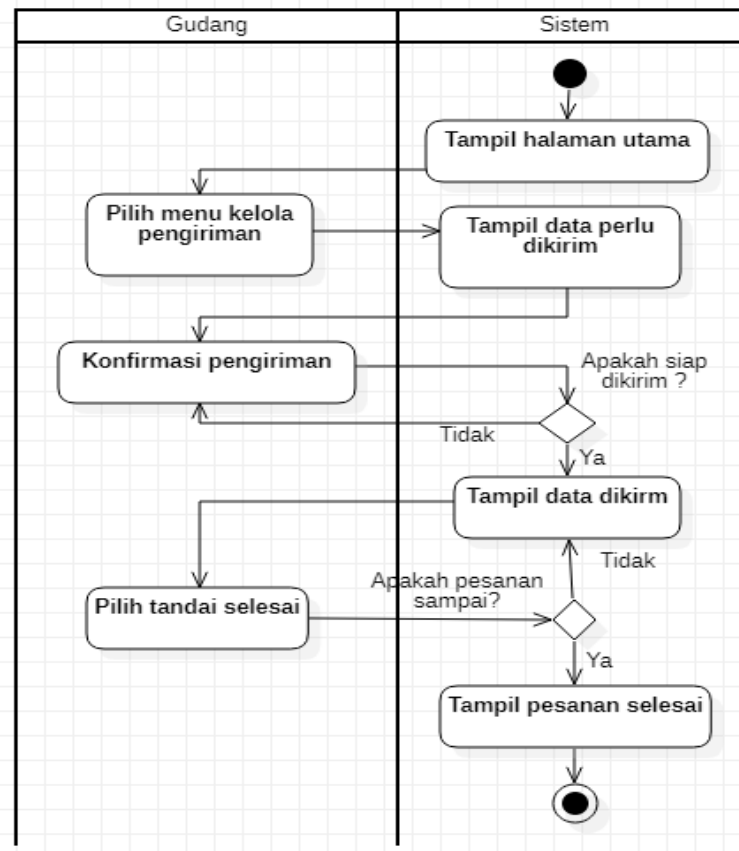 Gudang
Sistem
Tampil halaman utama
Pilih menu kelola
pengiriman
Tampil data perlu
dikirim
Konfirmasi pengiriman
Apakah siap
dikirim ?
Tidak
Ya
Tampil data dikirm
Tidak
Apakah pesanan
sampai?
Pilih tandai selesai
Ya
Tampil pesanan selesai